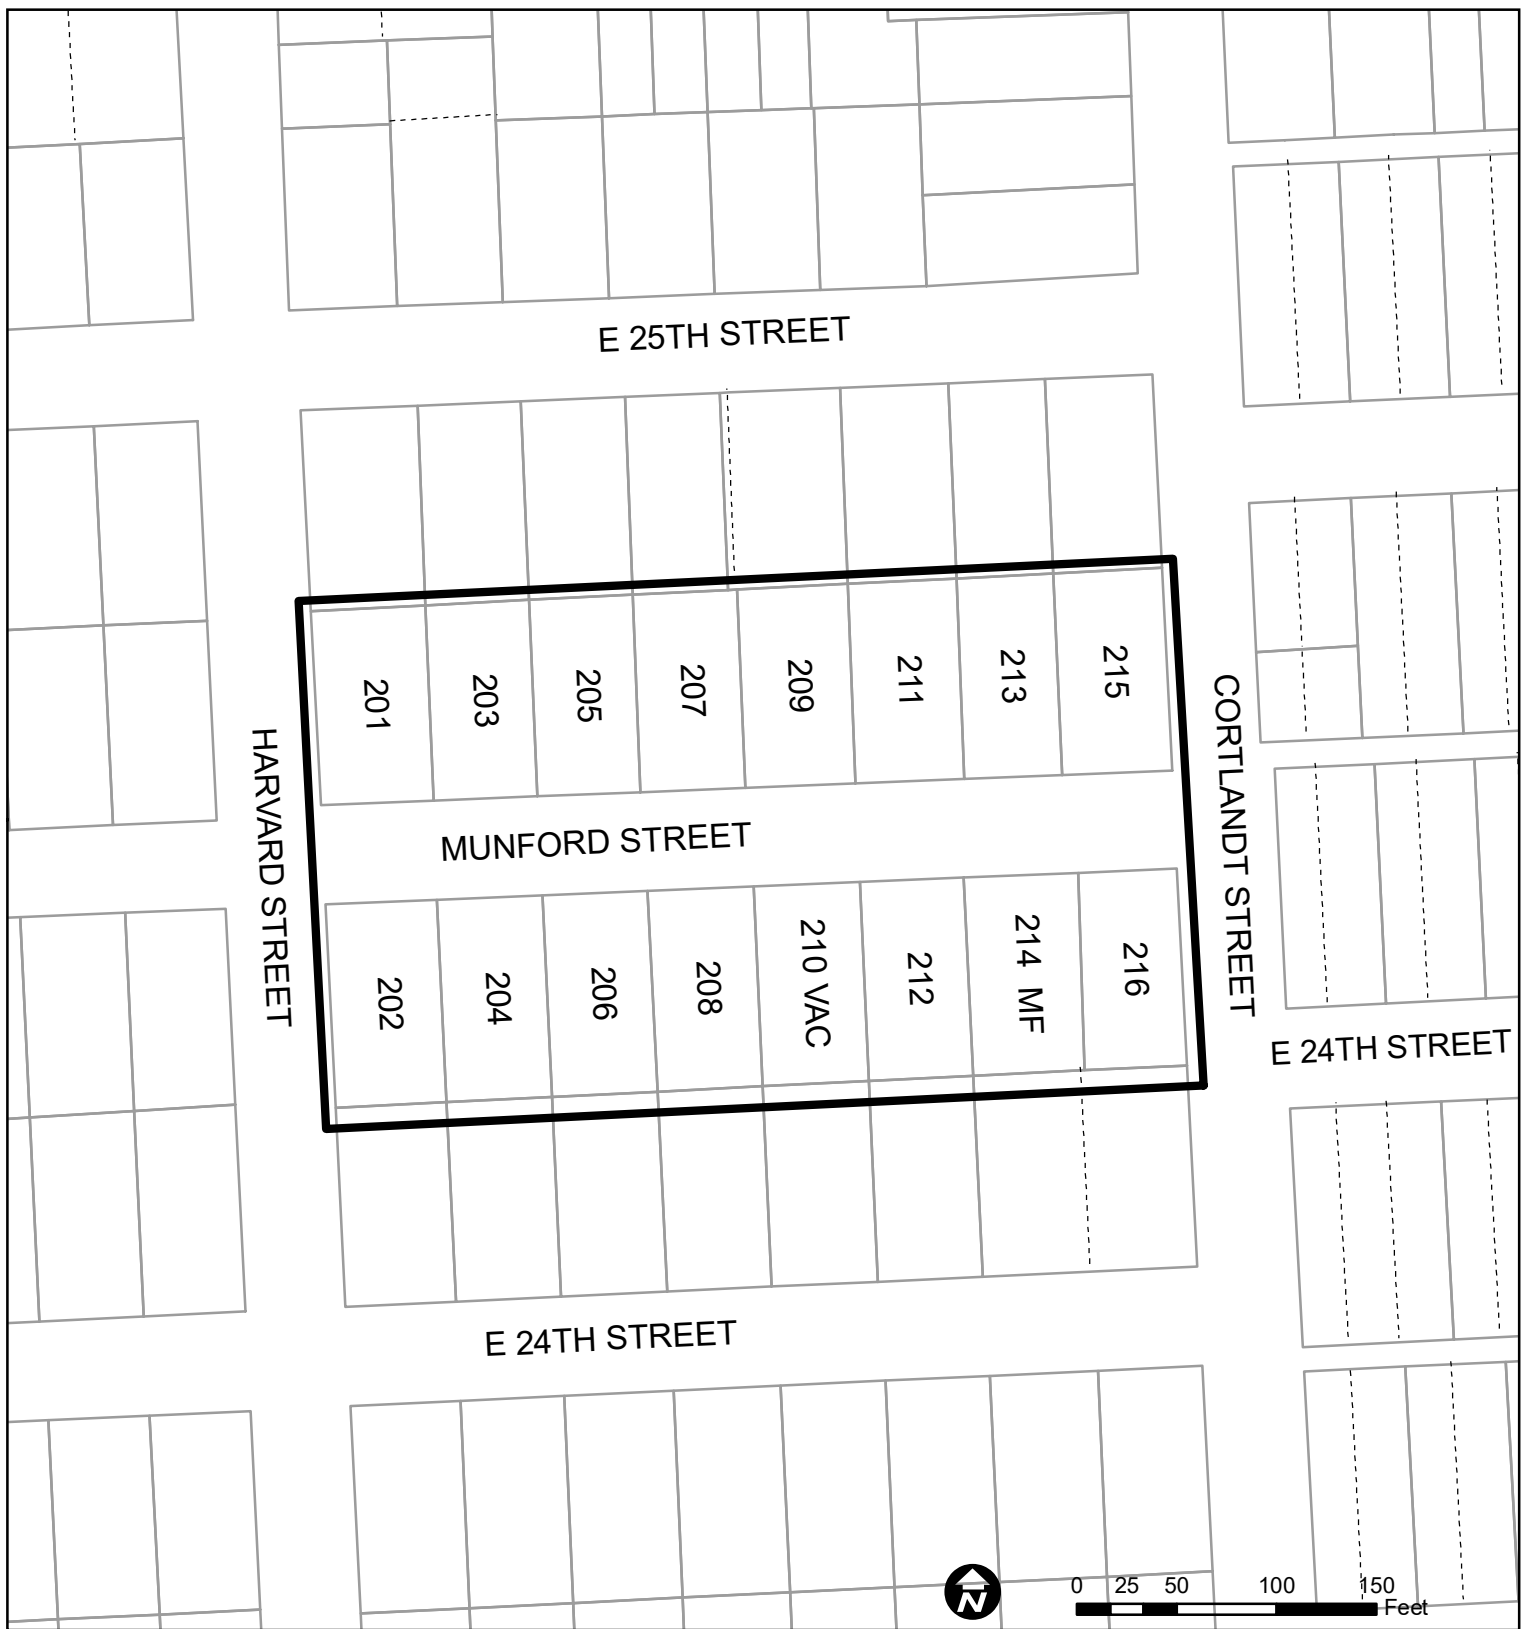 E 25TH STREET
201
203
205
207
209
211
213
215
HARVARD STREET
CORTLANDT STREET
MUNFORD STREET
202
204
206
208
210 VAC
212
214 MF
216
E 24TH STREET
E 24TH STREET
N
0 25 50 100 150
Feet